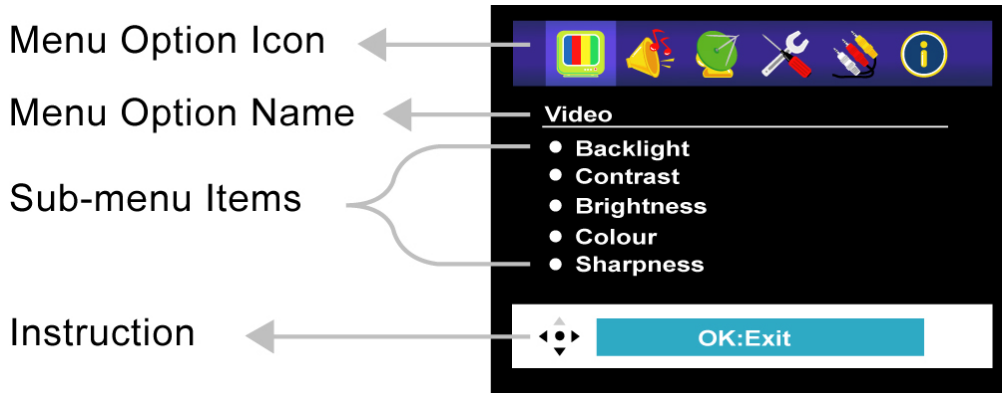 Menu Option Icon
Menu Option Name
Video
Backlight
Contrast
Sub-menu Items
Brightness
Colour
Sharpness
Instruction
OK:Exit